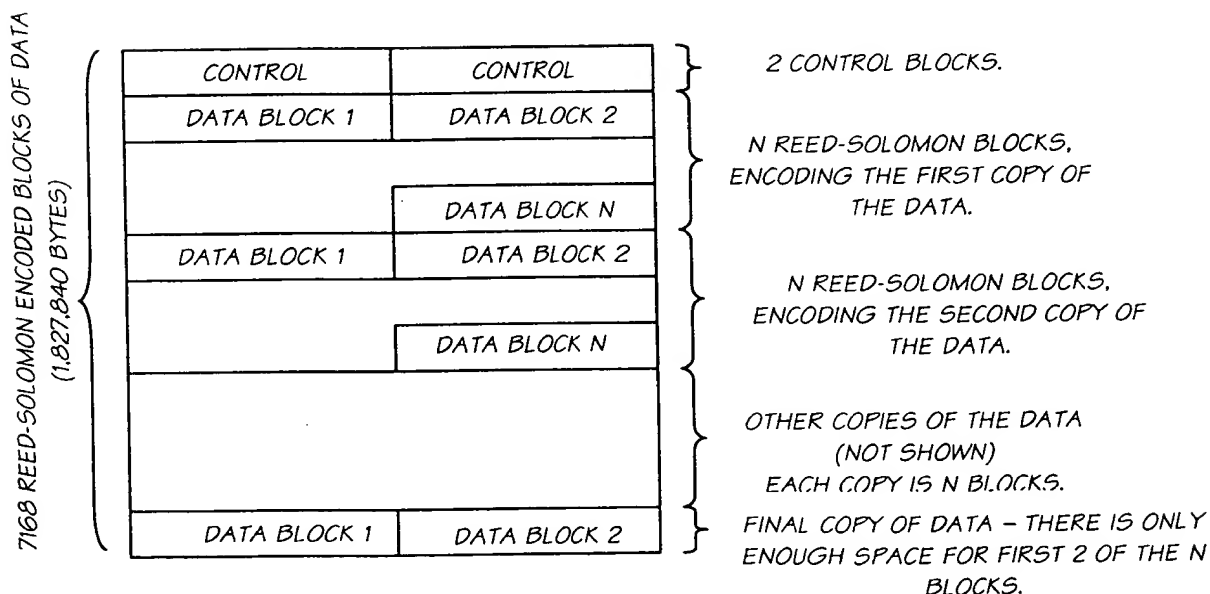 7168 REED-SOLOMON ENCODED BLOCKS OF DATA
(1,827,840 BYTES)
CONTROL CONTROL
2 CONTROL BLOCKS.
DATA BLOCK 1 DATA BLOCK 2
N REED-SOLOMON BLOCKS,
ENCODING THE FIRST COPY OF
THE DATA.
DATA BLOCK N
DATA BLOCK 1 DATA BLOCK 2
N REED-SOLOMON BLOCKS,
ENCODING THE SECOND COPY OF
THE DATA.
DATA BLOCK N
OTHER COPIES OF THE DATA
(NOT SHOWN)
EACH COPY IS N BLOCKS.
DATA BLOCK 1 DATA BLOCK 2
FINAL COPY OF DATA – THERE IS ONLY
ENOUGH SPACE FOR FIRST 2 OF THE N
BLOCKS.